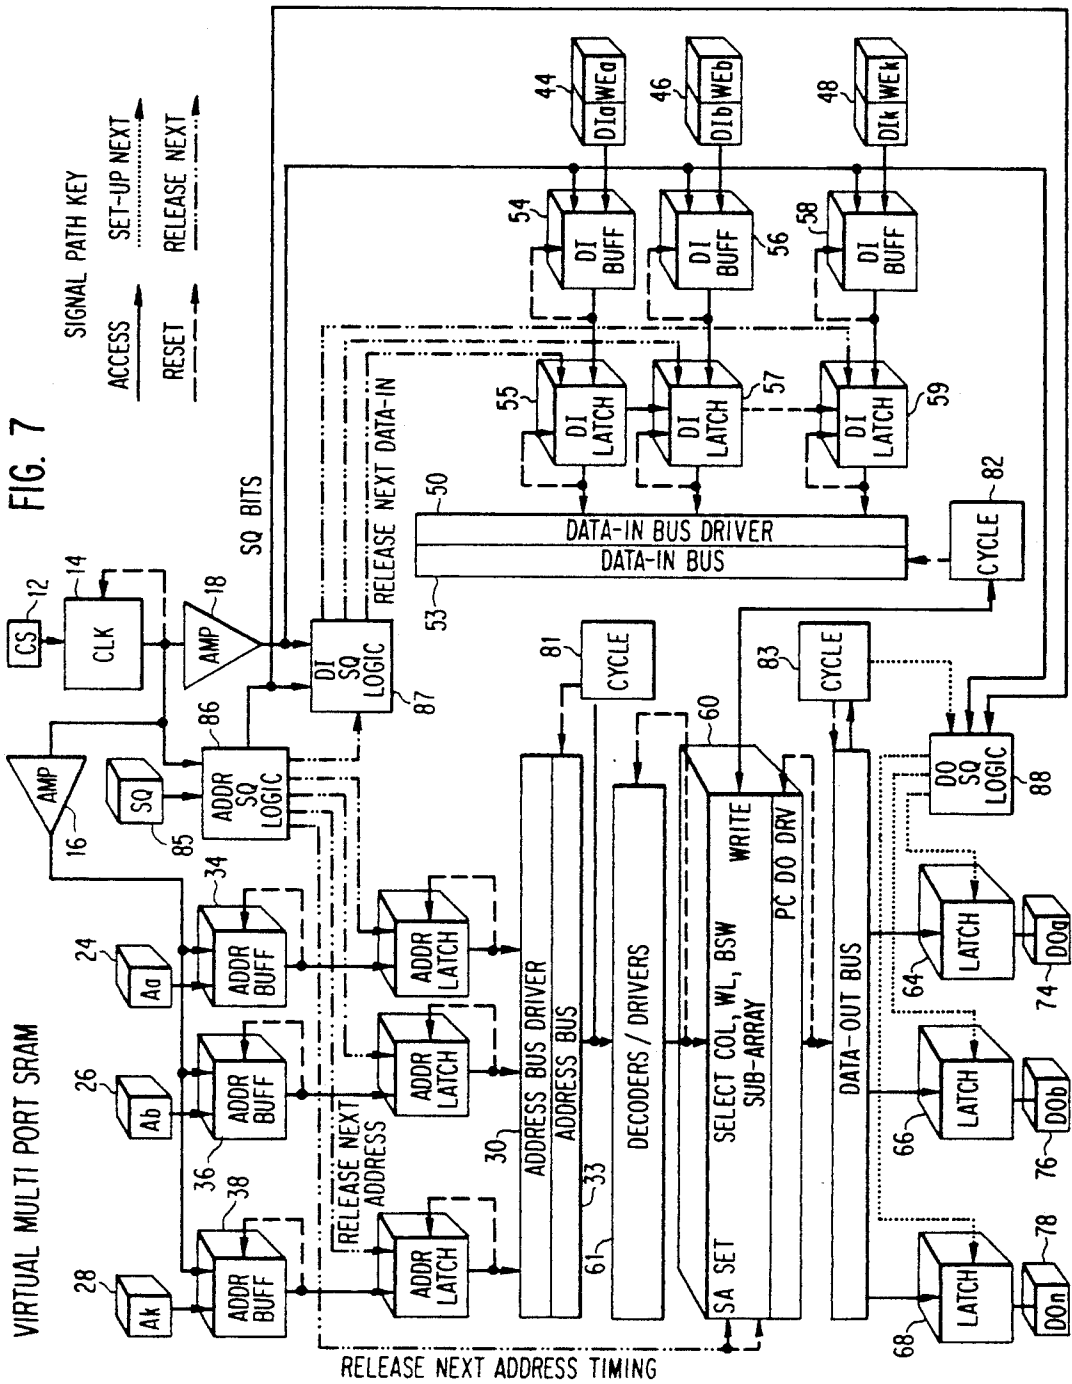 VIRTUAL MULTI PORT SRAM
FIG. 7
SIGNAL PATH KEY
ACCESS
SET-UP NEXT
RESET
RELEASE NEXT
CS
12
14
CLK
AMP
16
AMP
18
SQ
85
86
ADDR
SQ
LOGIC
SQ BITS
DI
SQ
LOGIC
87
RELEASE NEXT DATA-IN
28
Ak
26
Ab
24
Aa
38
ADDR
BUFF
36
ADDR
BUFF
34
ADDR
BUFF
RELEASE NEXT
ADDRESS
ADDR
LATCH
ADDR
LATCH
ADDR
LATCH
30
ADDRESS BUS DRIVER
ADDRESS BUS
33
81
CYCLE
61
DECODERS / DRIVERS
60
SA SET
SELECT COL, WL, BSW
SUB-ARRAY
WRITE
PC DO DRV
RELEASE NEXT ADDRESS TIMING
DATA-OUT BUS
83
CYCLE
DO
SQ
LOGIC
88
68
LATCH
66
LATCH
64
LATCH
DOn
78
DOb
76
DOa
74
44
DIa WEa
46
DIb WEb
48
DIk WEk
54
DI
BUFF
56
DI
BUFF
58
DI
BUFF
55
DI
LATCH
57
DI
LATCH
59
DI
LATCH
50
DATA-IN BUS DRIVER
DATA-IN BUS
53
82
CYCLE